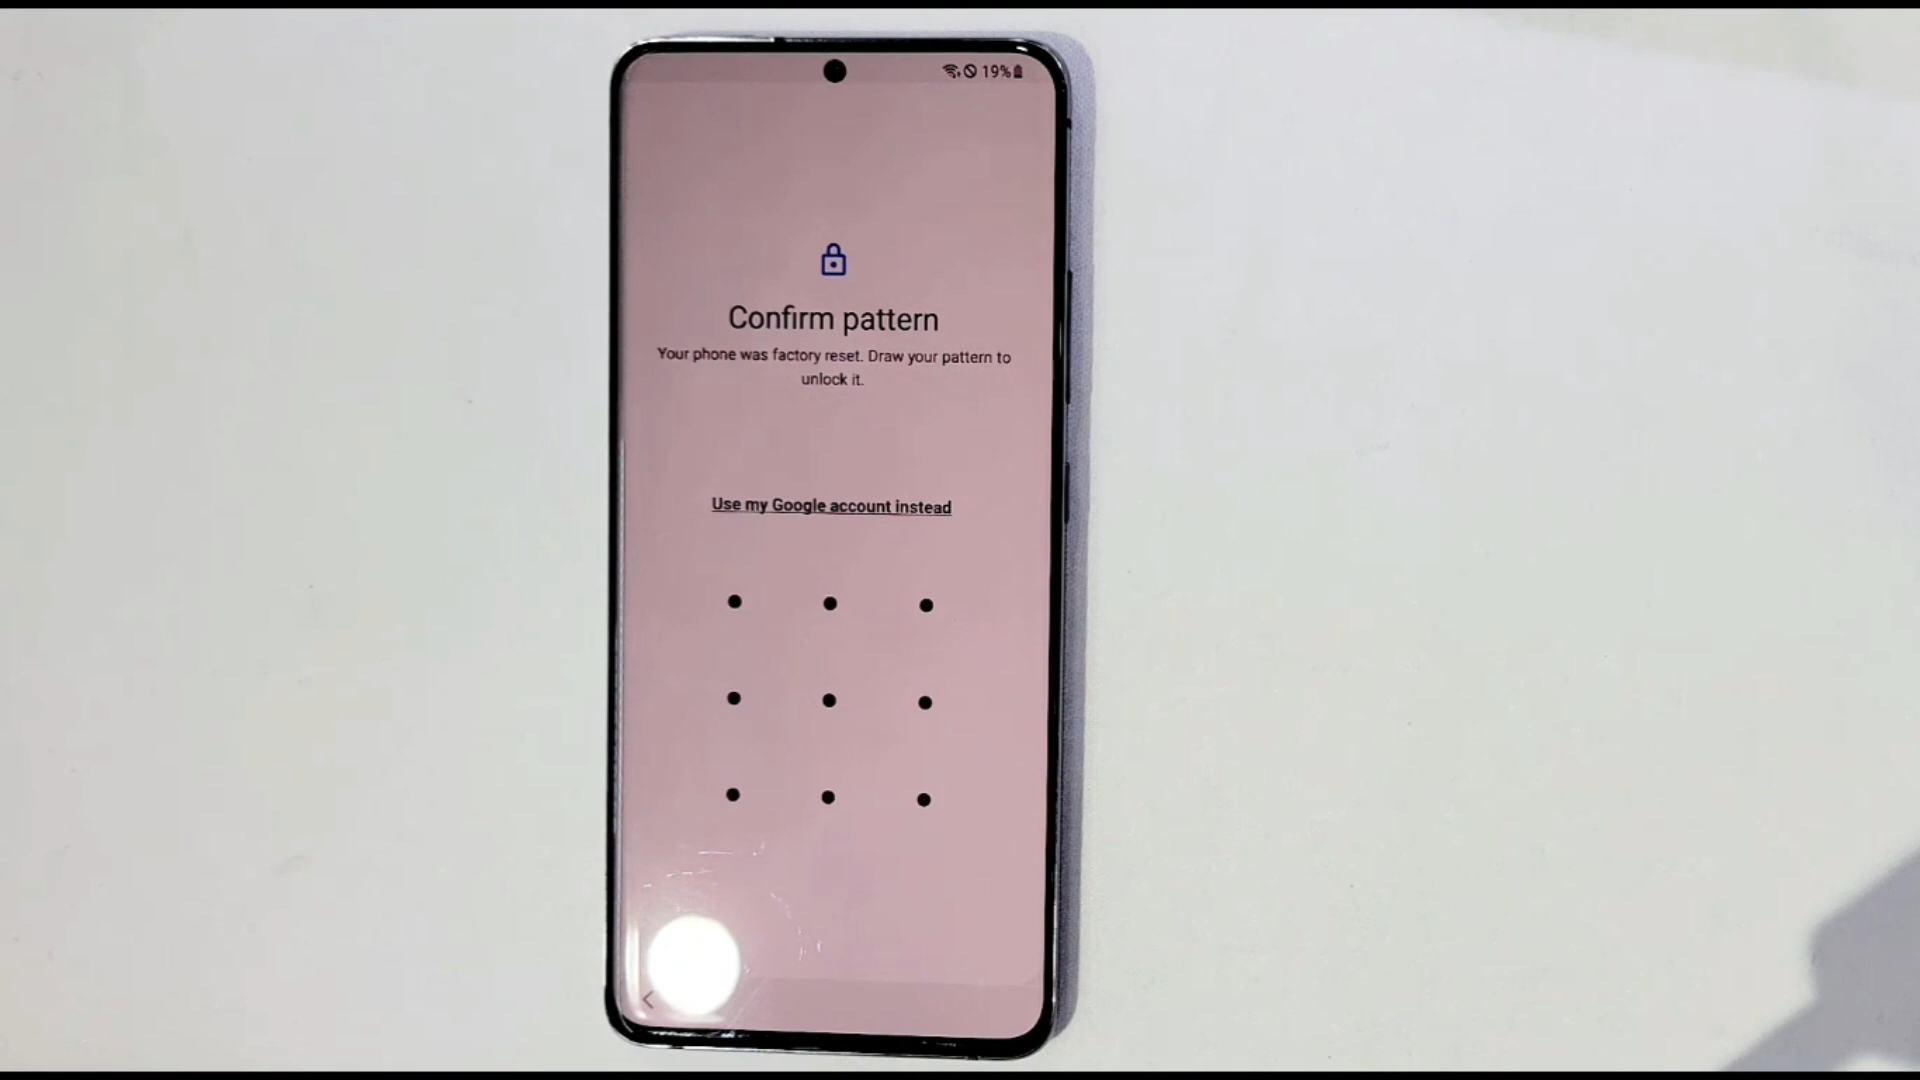 19%
Confirm pattern
Your phone was factory reset. Draw your pattern to
unlock it.
Use my Google account instead